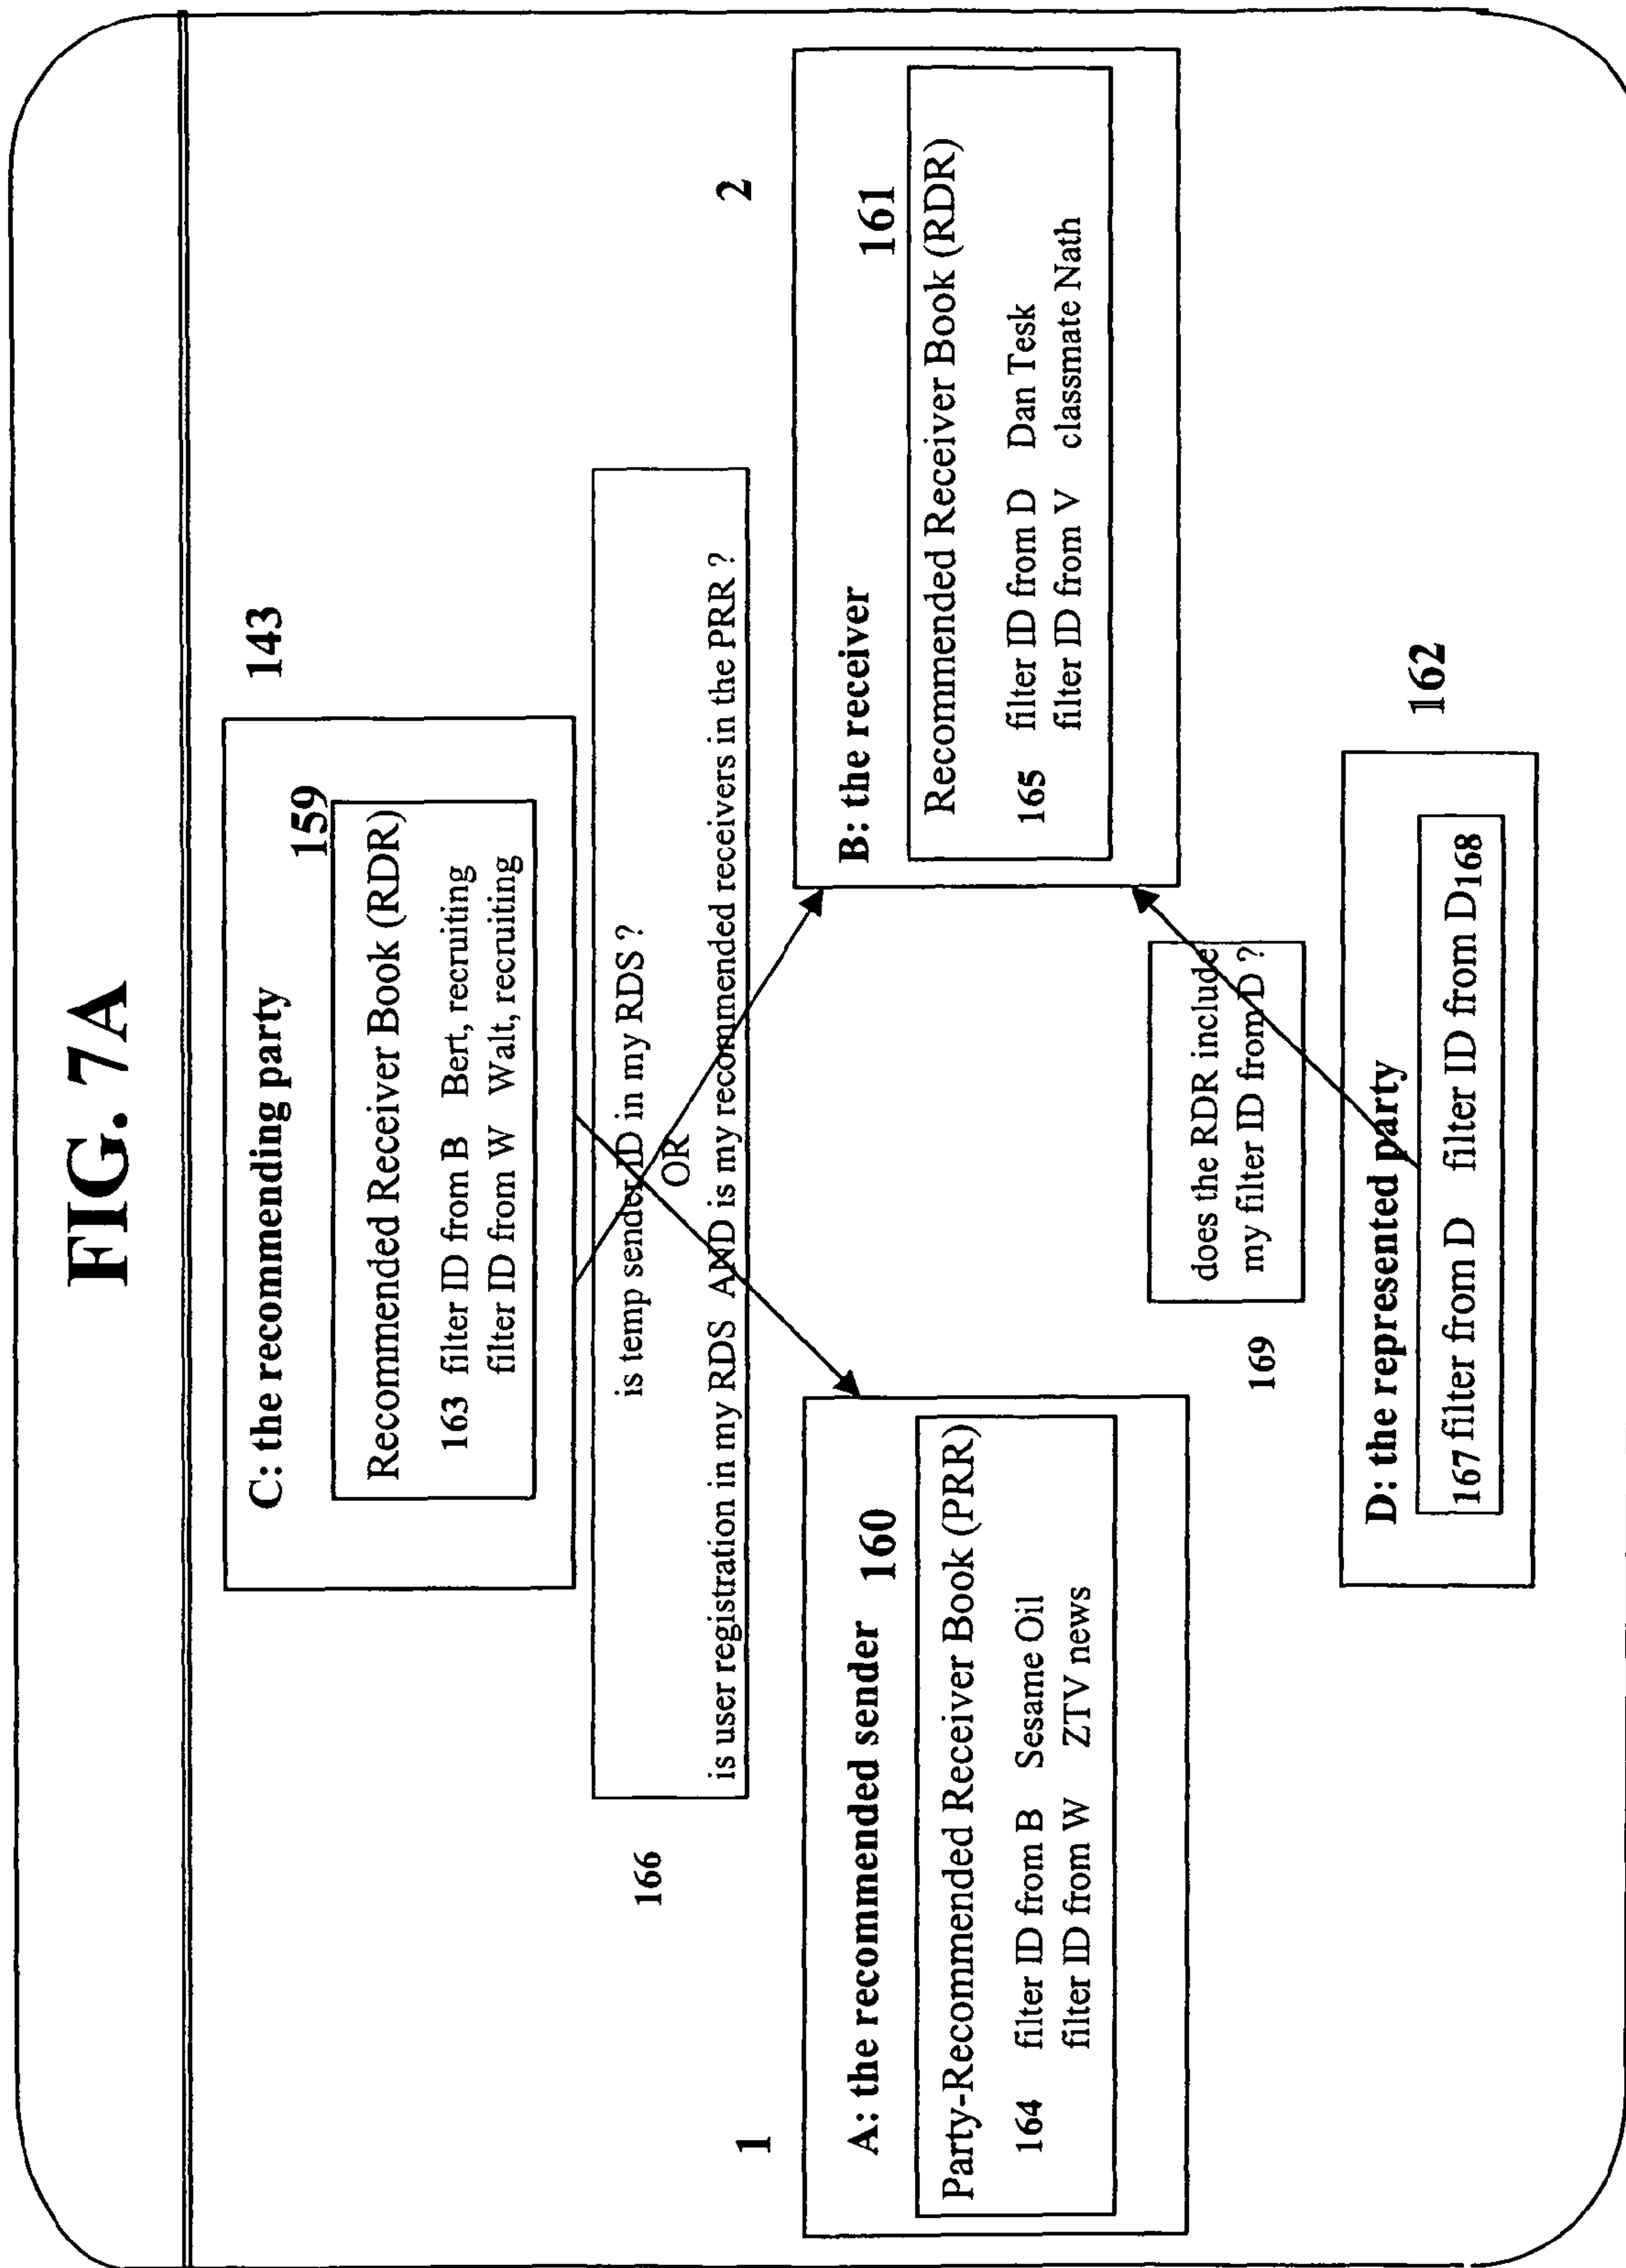 FIG. 7A
C: the recommending party
143
159
Recommended Receiver Book (RDR)
163 filter ID from B Bert, recruiting
filter ID from W Walt, recruiting
166
is temp sender ID in my RDS ?
OR
is user registration in my RDS AND is my recommended receivers in the PRR ?
1
A: the recommended sender 160
Party-Recommended Receiver Book (PRR)
164 filter ID from B Sesame Oil
filter ID from W ZTV news
2
B: the receiver
161
Recommended Receiver Book (RDR)
165 filter ID from D Dan Tesk
filter ID from V classmate Nath
169
does the RDR include
my filter ID from D ?
D: the represented party
162
167 filter from D filter ID from D 168